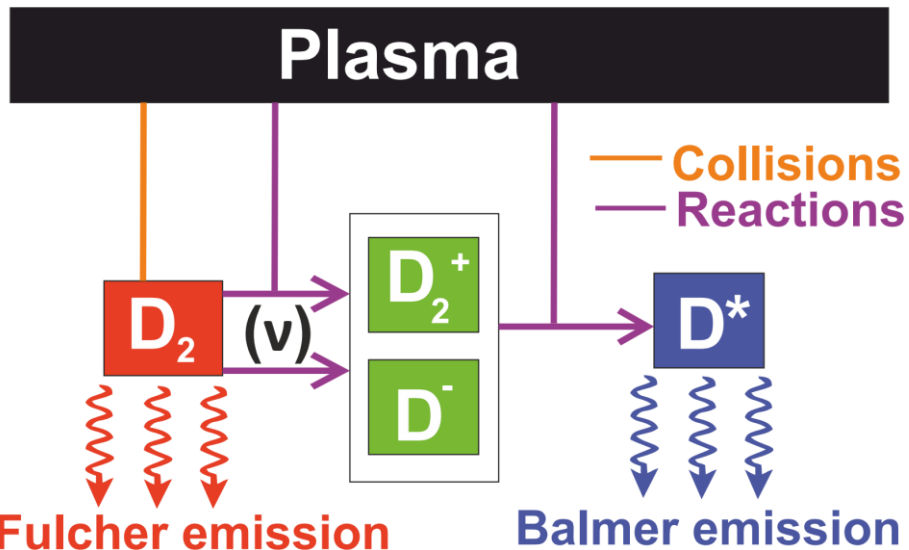 Plasma
Collisions
Reactions
D₂⁺
D₂
(ν)
D*
D⁻
Fulcher emission
Balmer emission